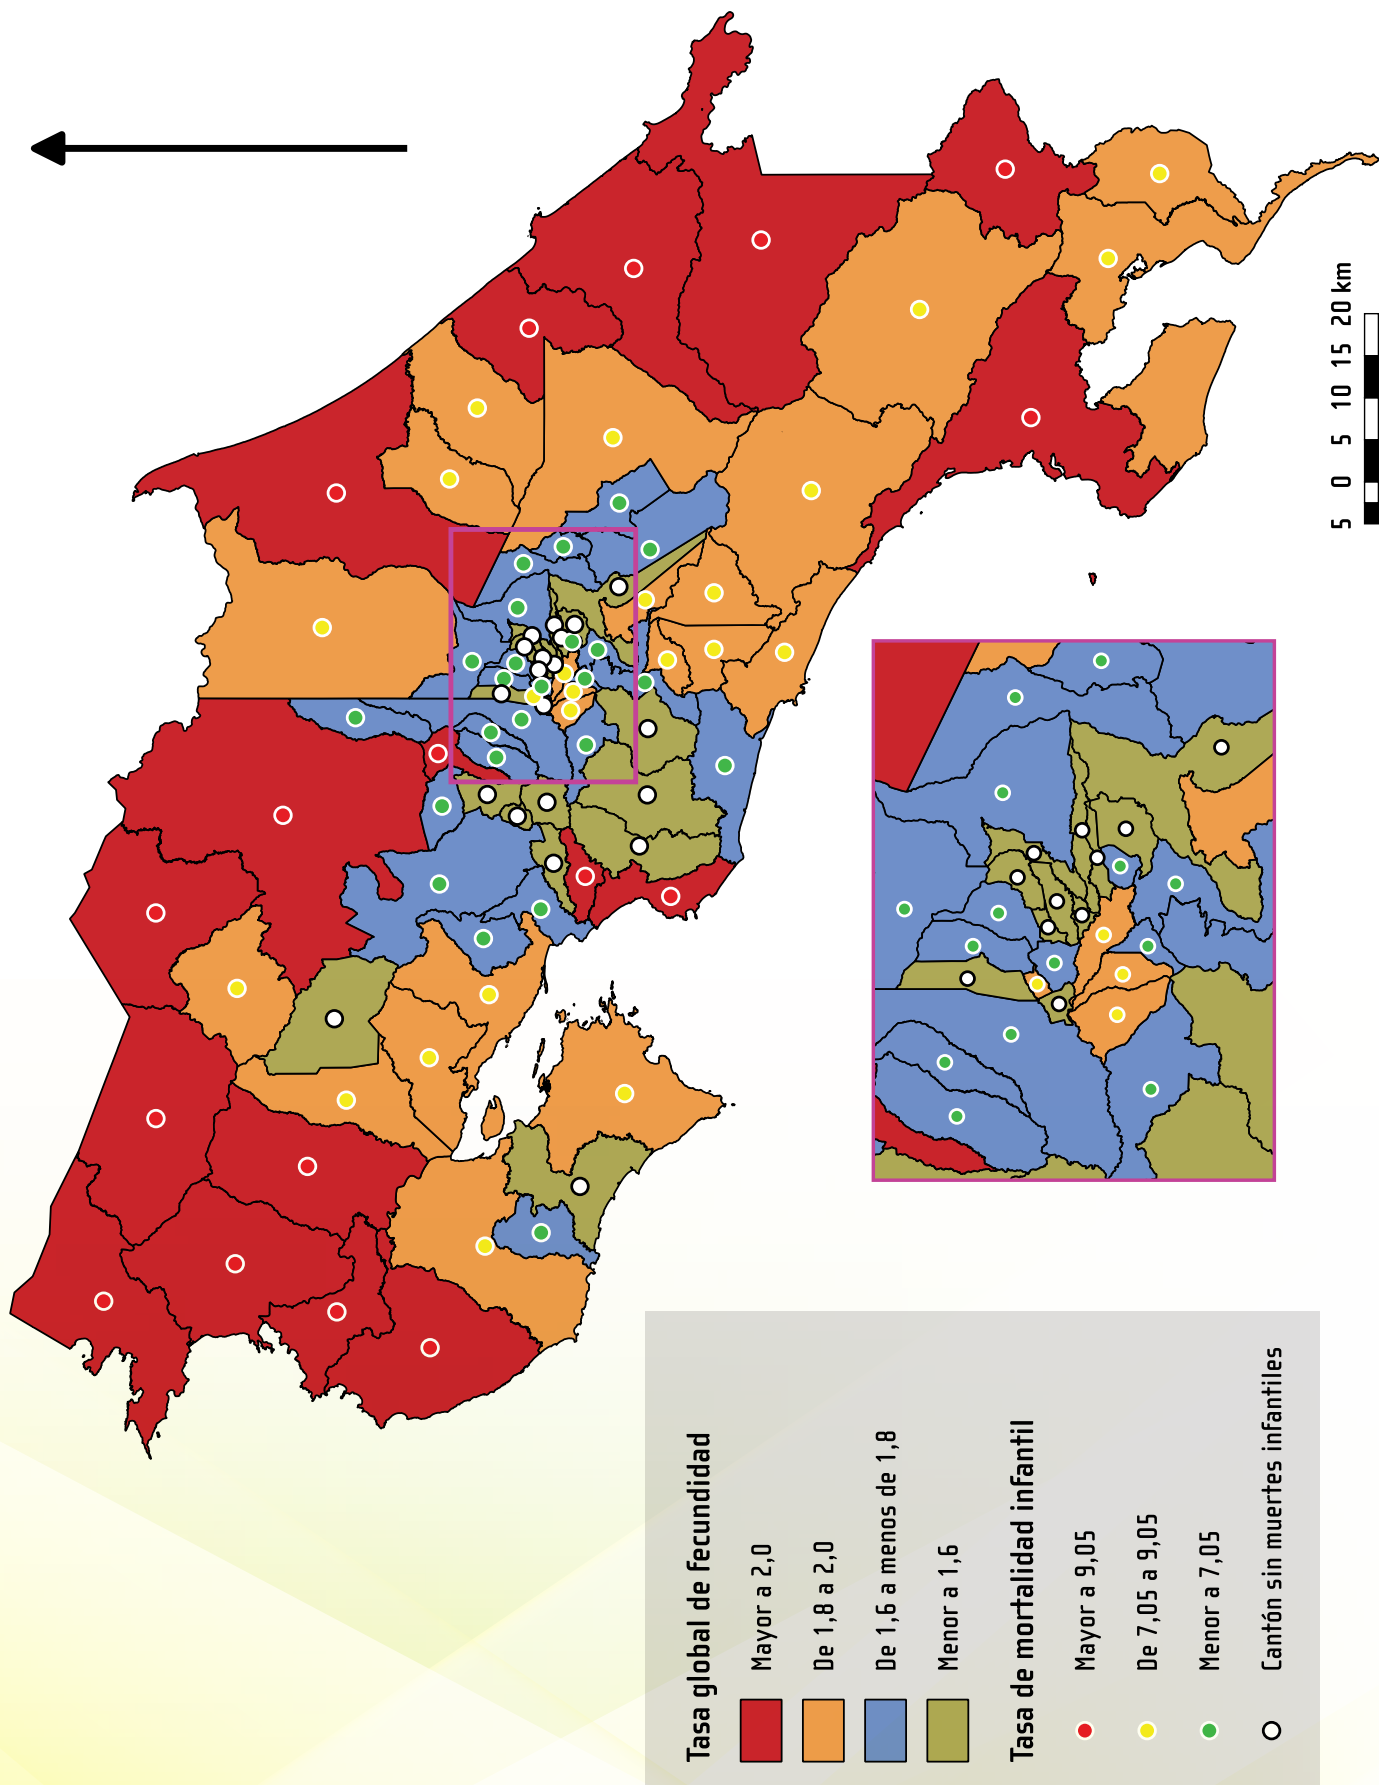 5 0 5 10 15 20 km
Tasa global de fecundidad
Mayor a 2,0
De 1,8 a 2,0
De 1,6 a menos de 1,8
Menor a 1,6
Tasa de mortalidad infantil
Mayor a 9,05
De 7,05 a 9,05
Menor a 7,05
Cantón sin muertes infantiles